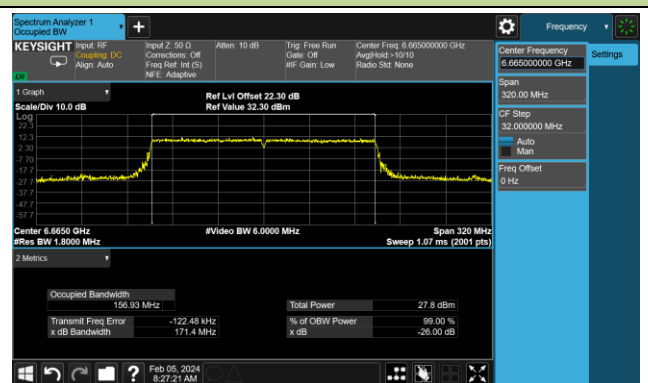 Spectrum Analyzer 1
Occupied BW
Frequency
KEYSIGHT
Input: RF
Coupling: DC
Align: Auto
Input Z: 50 Ω
Corrections: Off
Freq Ref: Int (S)
NFE: Adaptive
Atten: 10 dB
Trig: Free Run
Gate: Off
#IF Gain: Low
Center Freq: 6.665000000 GHz
Avg|Hold:>10/10
Radio Std: None
LVI
Center Frequency
6.665000000 GHz
Settings
Span
320.00 MHz
CF Step
32.000000 MHz
Auto
Man
Freq Offset
0 Hz
1 Graph
Scale/Div 10.0 dB
Ref Lvl Offset 22.30 dB
Ref Value 32.30 dBm
Log
22.3
12.3
2.30
-7.70
-17.7
-27.7
-37.7
-47.7
-57.7
Center 6.6650 GHz
#Res BW 1.8000 MHz
#Video BW 6.0000 MHz
Span 320 MHz
Sweep 1.07 ms (2001 pts)
2 Metrics
Occupied Bandwidth
156.93 MHz
Total Power 27.8 dBm
Transmit Freq Error -122.48 kHz
% of OBW Power 99.00 %
x dB Bandwidth 171.4 MHz
x dB -26.00 dB
Feb 05, 2024
8:27:21 AM